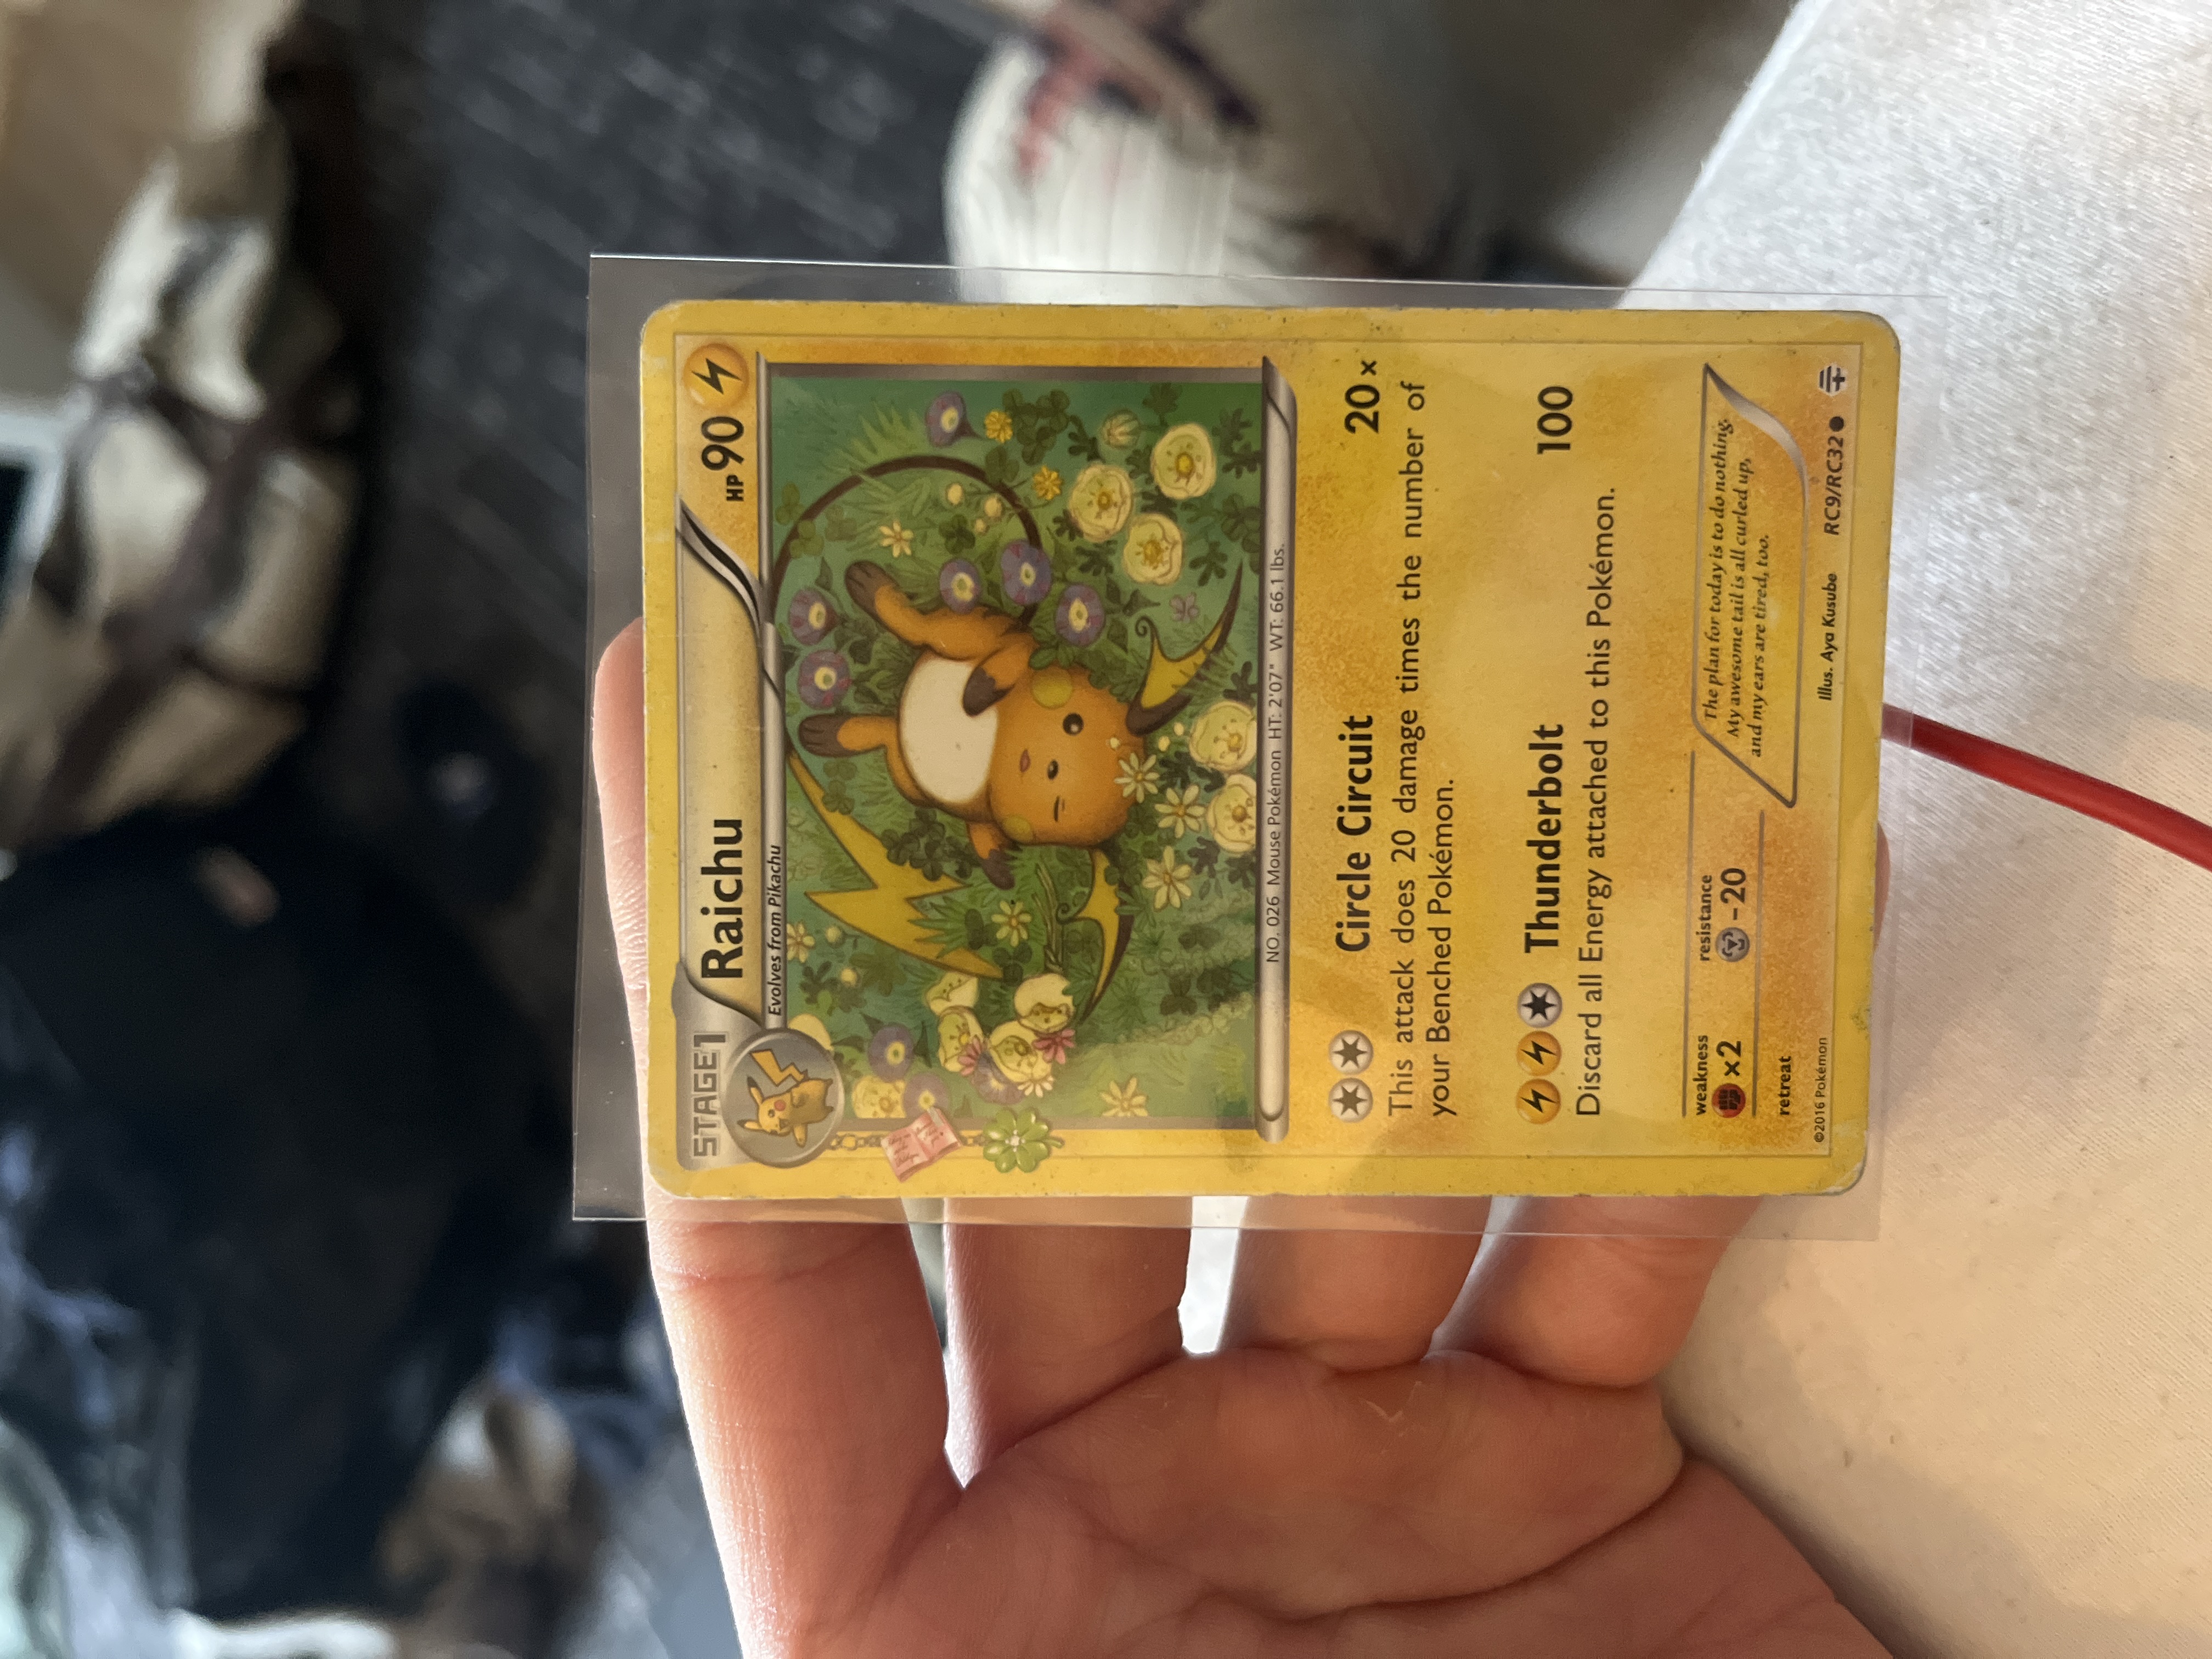 STAGE1
Raichu
HP90
Evolves from Pikachu
NO. 026 Mouse Pokémon HT: 2'07" WT: 66.1 lbs.
Circle Circuit 20×
This attack does 20 damage times the number of
your Benched Pokémon.
Thunderbolt 100
Discard all Energy attached to this Pokémon.
weakness
×2
resistance
-20
retreat
The plan for today is to do nothing.
My awesome tail is all curled up,
and my ears are tired, too.
©2016 Pokémon
Illus. Aya Kusube
RC9/RC32